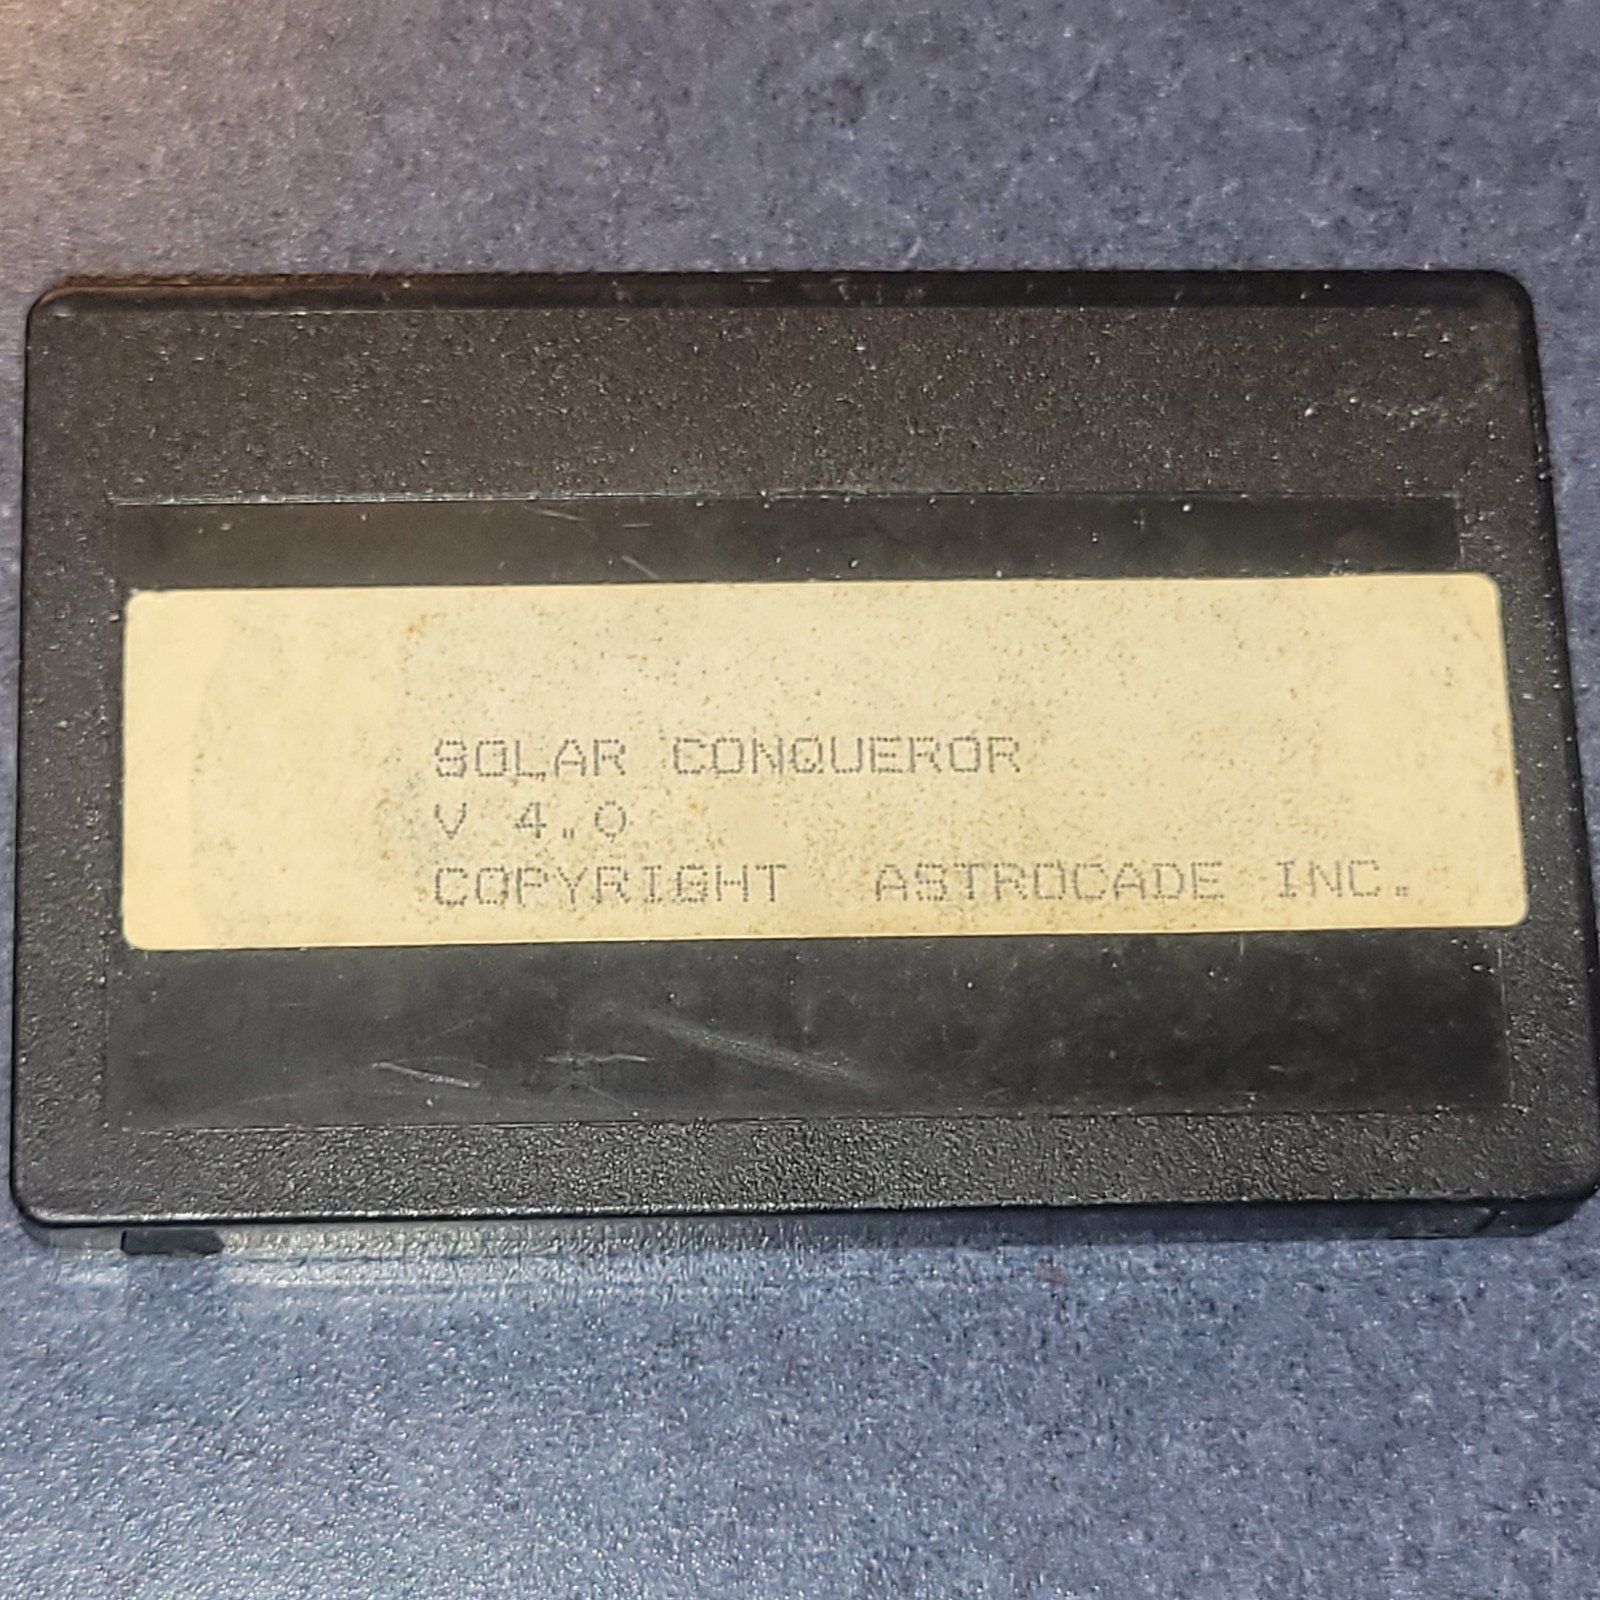 SOLAR CONQUEROR
V 4.0
COPYRIGHT ASTROCADE INC.